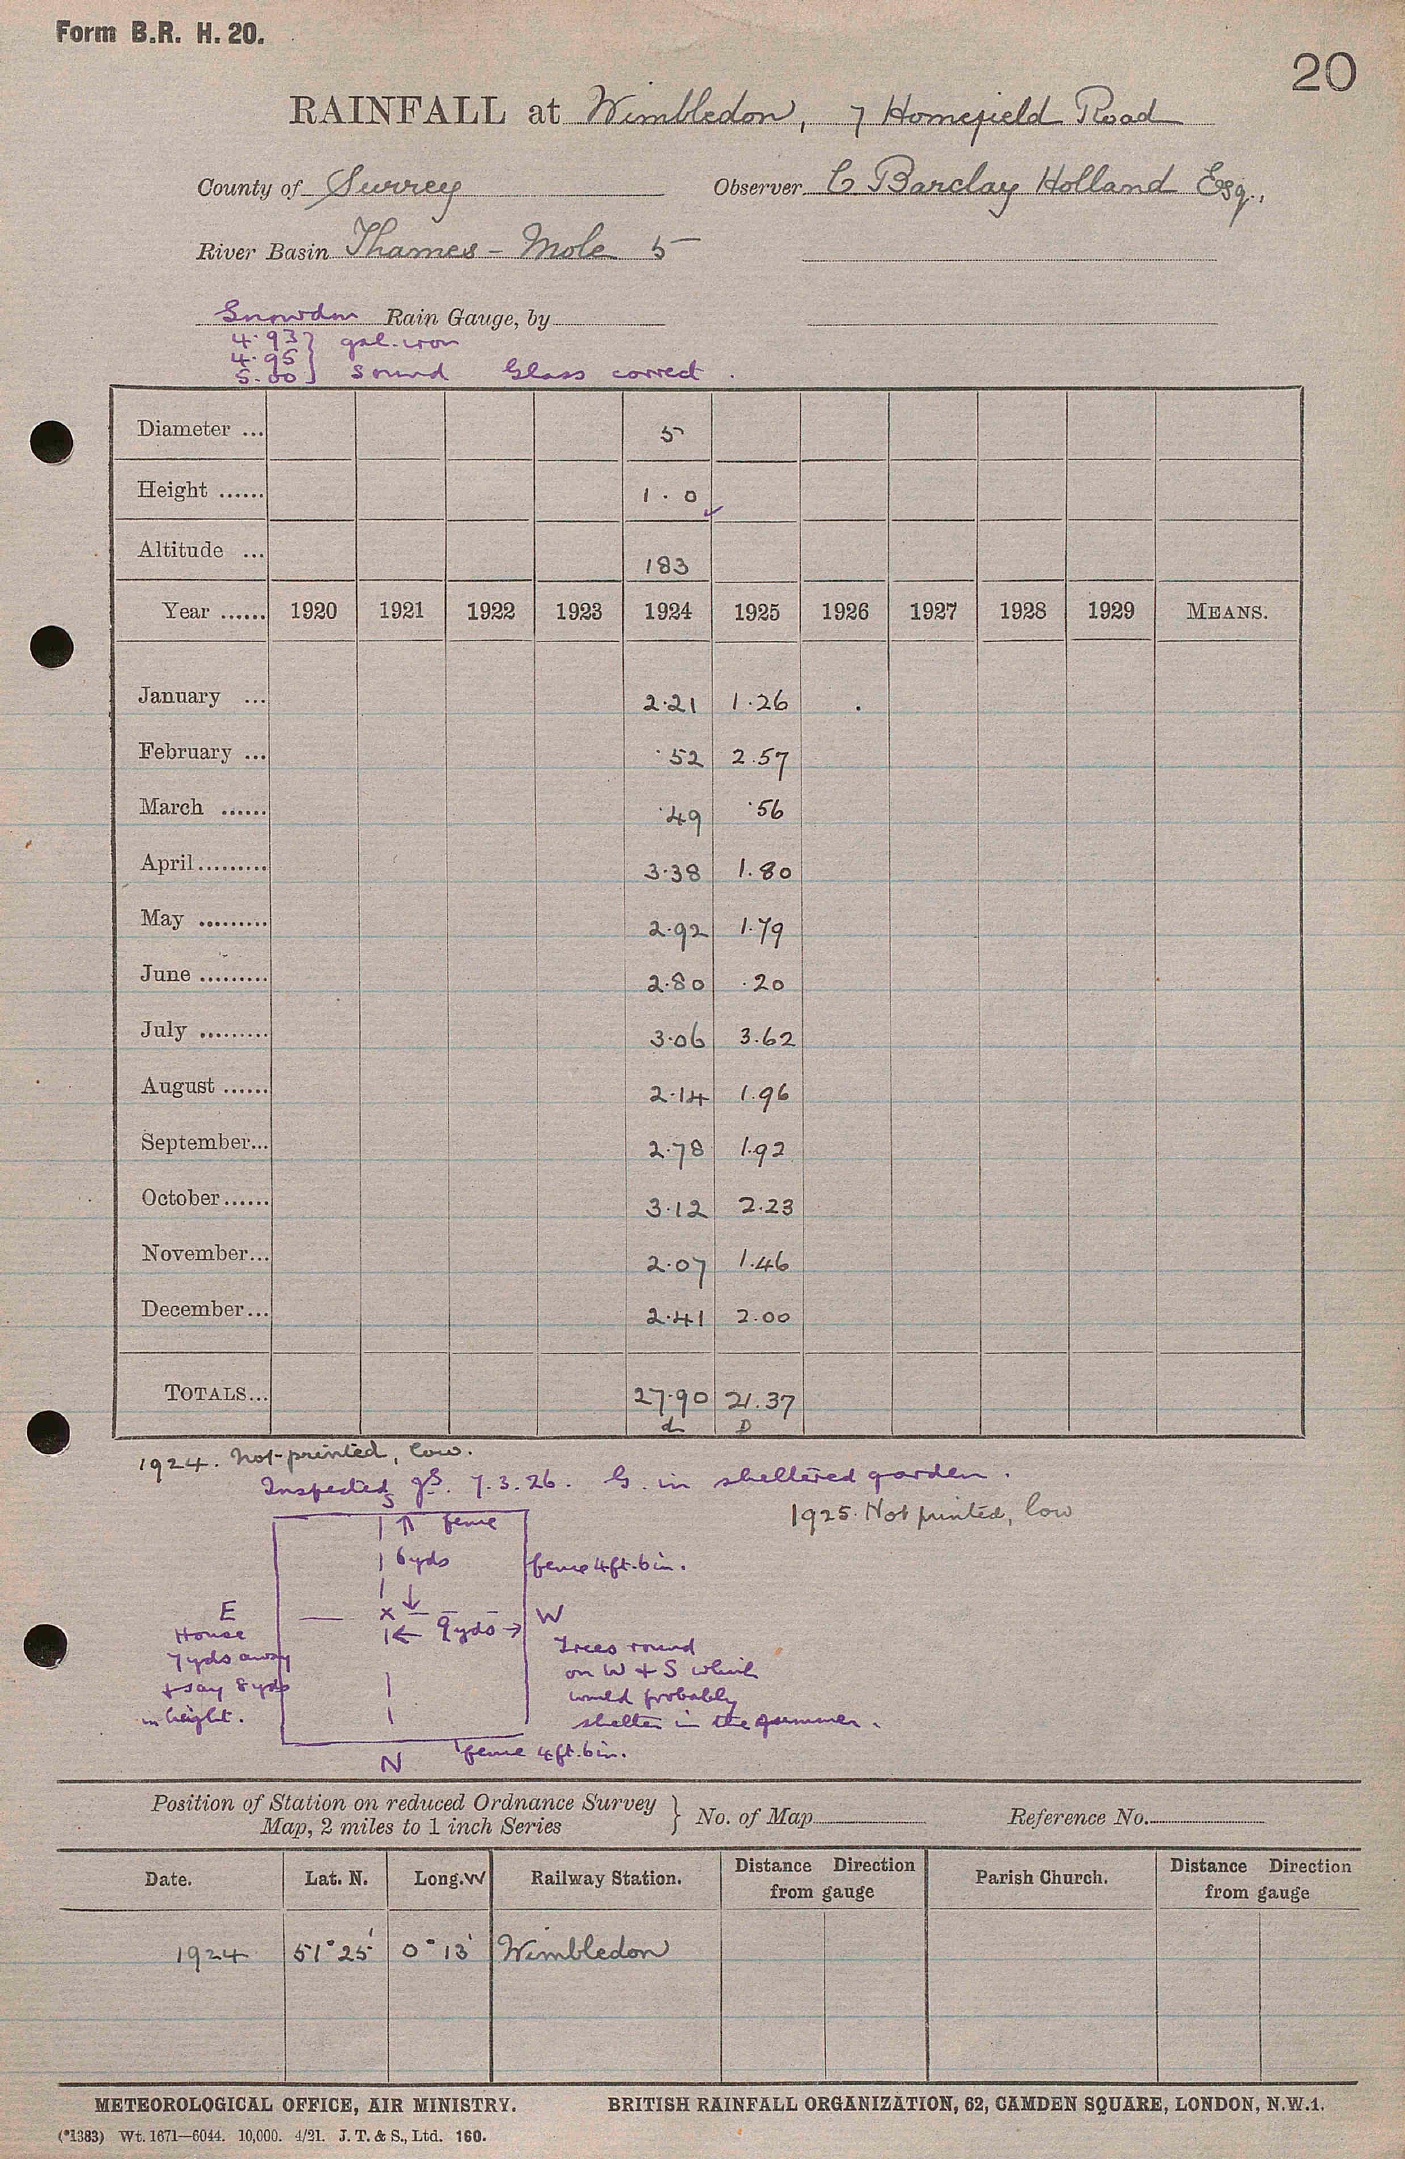 Form B.R. H. 20.
20
RAINFALL at Wimbledon, 7 Homefield Road
County of Surrey Observer C Barclay Holland Esq.,
River Basin Thames - Mole 5
Snowdon Rain Gauge, by
4.93 } gal. iron
4.95
5.00 } sound Glass correct.
Diameter ... 5
Height ...... 1.0 ✓
Altitude ... 183
Year ...... 1920 1921 1922 1923 1924 1925 1926 1927 1928 1929 MEANS.
January ... 2.21 1.26 .
February ... .52 2.57
March ...... .49 .56
April ......... 3.38 1.80
May ......... 2.92 1.79
June ......... 2.80 .20
July ......... 3.06 3.62
August ...... 2.14 1.96
September... 2.78 1.92
October ...... 3.12 2.23
November... 2.07 1.46
December... 2.41 2.00
TOTALS... 27.90 21.37
d D
1924. Not printed, low.
Inspected 7.3.26. G. in sheltered garden.
1925. Not printed, low
S
↑ fence
6 yds
fence 4ft. 6in.
↓
E × W
← 9 yds →
House
7 yds away
+ say 8 yds
in height.
Trees round
on W + S which
would probably
shelter in the summer.
N fence 4ft. 6in.
Position of Station on reduced Ordnance Survey
Map, 2 miles to 1 inch Series } No. of Map Reference No.
Date. Lat. N. Long. W Railway Station. Distance Direction from gauge Parish Church. Distance Direction from gauge
1924 51° 25' 0° 13' Wimbledon
METEOROLOGICAL OFFICE, AIR MINISTRY. BRITISH RAINFALL ORGANIZATION, 62, CAMDEN SQUARE, LONDON, N.W.1.
(*1383) Wt. 1671—6044. 10,000. 4/21. J. T. & S., Ltd. 160.